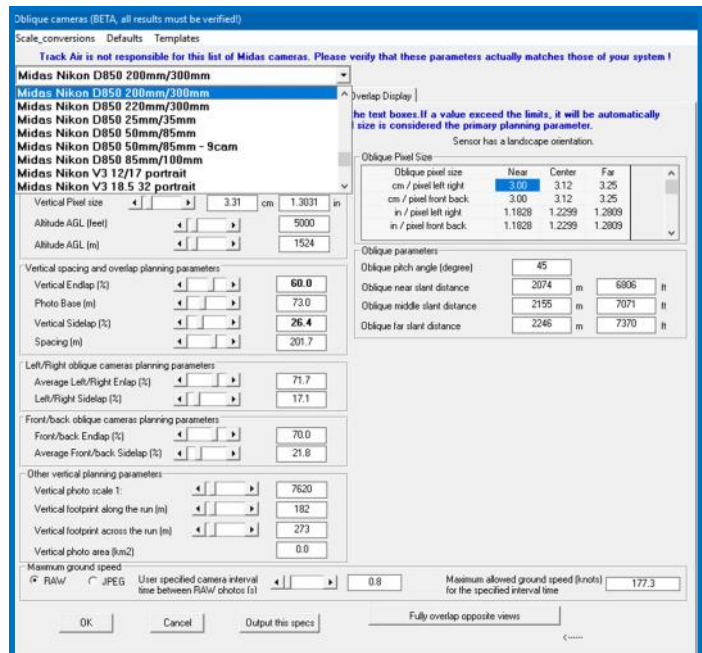 Oblique cameras (BETA, all results must be verified!)
Scale_conversions Defaults Templates
Track Air is not responsible for this list of Midas cameras. Please verify that these parameters actually matches those of your system !
Midas Nikon D850 200mm/300mm
Midas Nikon D850 200mm/300mm
Midas Nikon D850 220mm/300mm
Midas Nikon D850 25mm/35mm
Midas Nikon D850 50mm/85mm
Midas Nikon D850 50mm/85mm - 9cam
Midas Nikon D850 85mm/100mm
Midas Nikon V3 12/17 portrait
Midas Nikon V3 18.5 32 portrait
Overlap Display
the text boxes.If a value exceed the limits, it will be automatically
size is considered the primary planning parameter.
Sensor has a landscape orientation.
Oblique Pixel Size
Oblique pixel size Near Center Far
cm / pixel left right 3.00 3.12 3.25
cm / pixel front back 3.00 3.12 3.25
in / pixel left right 1.1828 1.2299 1.2809
in / pixel front back 1.1828 1.2299 1.2809
Vertical Pixel size 3.31 cm 1.3031 in
Altitude AGL (feet) 5000
Altitude AGL (m) 1524
Oblique parameters
Oblique pitch angle (degree) 45
Oblique near slant distance 2074 m 6806 ft
Oblique middle slant distance 2155 m 7071 ft
Oblique far slant distance 2246 m 7370 ft
Vertical spacing and overlap planning parameters
Vertical Endlap (%) 60.0
Photo Base (m) 73.0
Vertical Sidelap (%) 26.4
Spacing (m) 201.7
Left/Right oblique cameras planning parameters
Average Left/Right Enlap (%) 71.7
Left/Right Sidelap (%) 17.1
Front/back oblique cameras planning parameters
Front/back Endlap (%) 70.0
Average Front/back Sidelap (%) 21.8
Other vertical planning parameters
Vertical photo scale 1: 7620
Vertical footprint along the run (m) 182
Vertical footprint across the run (m) 273
Vertical photo area (km2) 0.0
Maximum ground speed
RAW JPEG User specified camera interval time between RAW photos (s) 0.8 Maximum allowed ground speed (knots) for the specified interval time 177.3
OK Cancel Output this specs Fully overlap opposite views
<-----